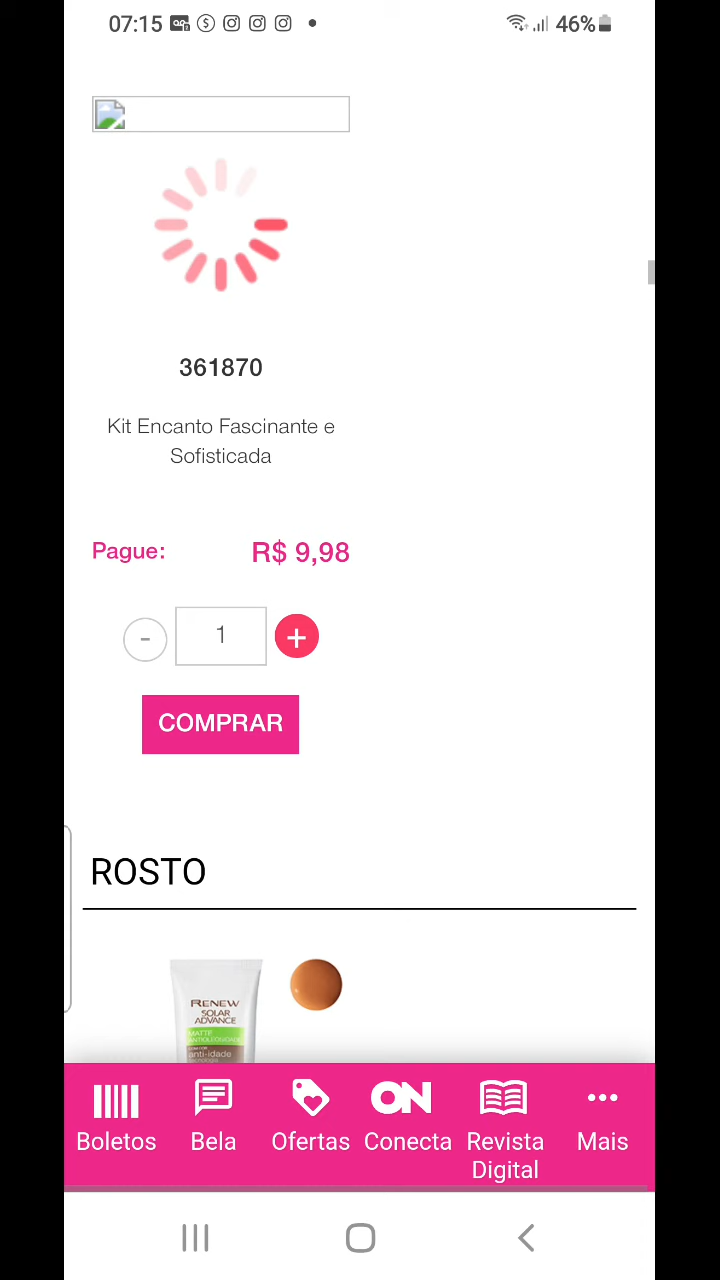 07:15
46%
361870
Kit Encanto Fascinante e
Sofisticada
Pague: R$ 9,98
- 1 +
COMPRAR
ROSTO
RENEW
SOLAR
ADVANCE
MATTE
ANTIOLEOSIDADE
anti-idade
Boletos Bela Ofertas ON Conecta Revista
Digital Mais